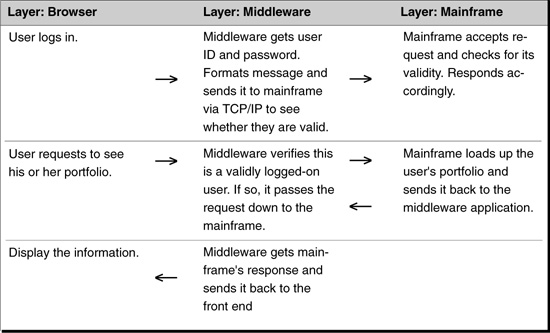 Layer: Browser
Layer: Middleware
Layer: Mainframe
User logs in.
Middleware gets user
ID and password.
Formats message and
sends it to mainframe
via TCP/IP to see
whether they are valid.
Mainframe accepts re-
quest and checks for its
validity. Responds ac-
cordingly.
User requests to see
his or her portfolio.
Middleware verifies this
is a validly logged-on
user. If so, it passes the
request down to the
mainframe.
Mainframe loads up the
user's portfolio and
sends it back to the
middleware application.
Display the information.
Middleware gets main-
frame's response and
sends it back to the
front end